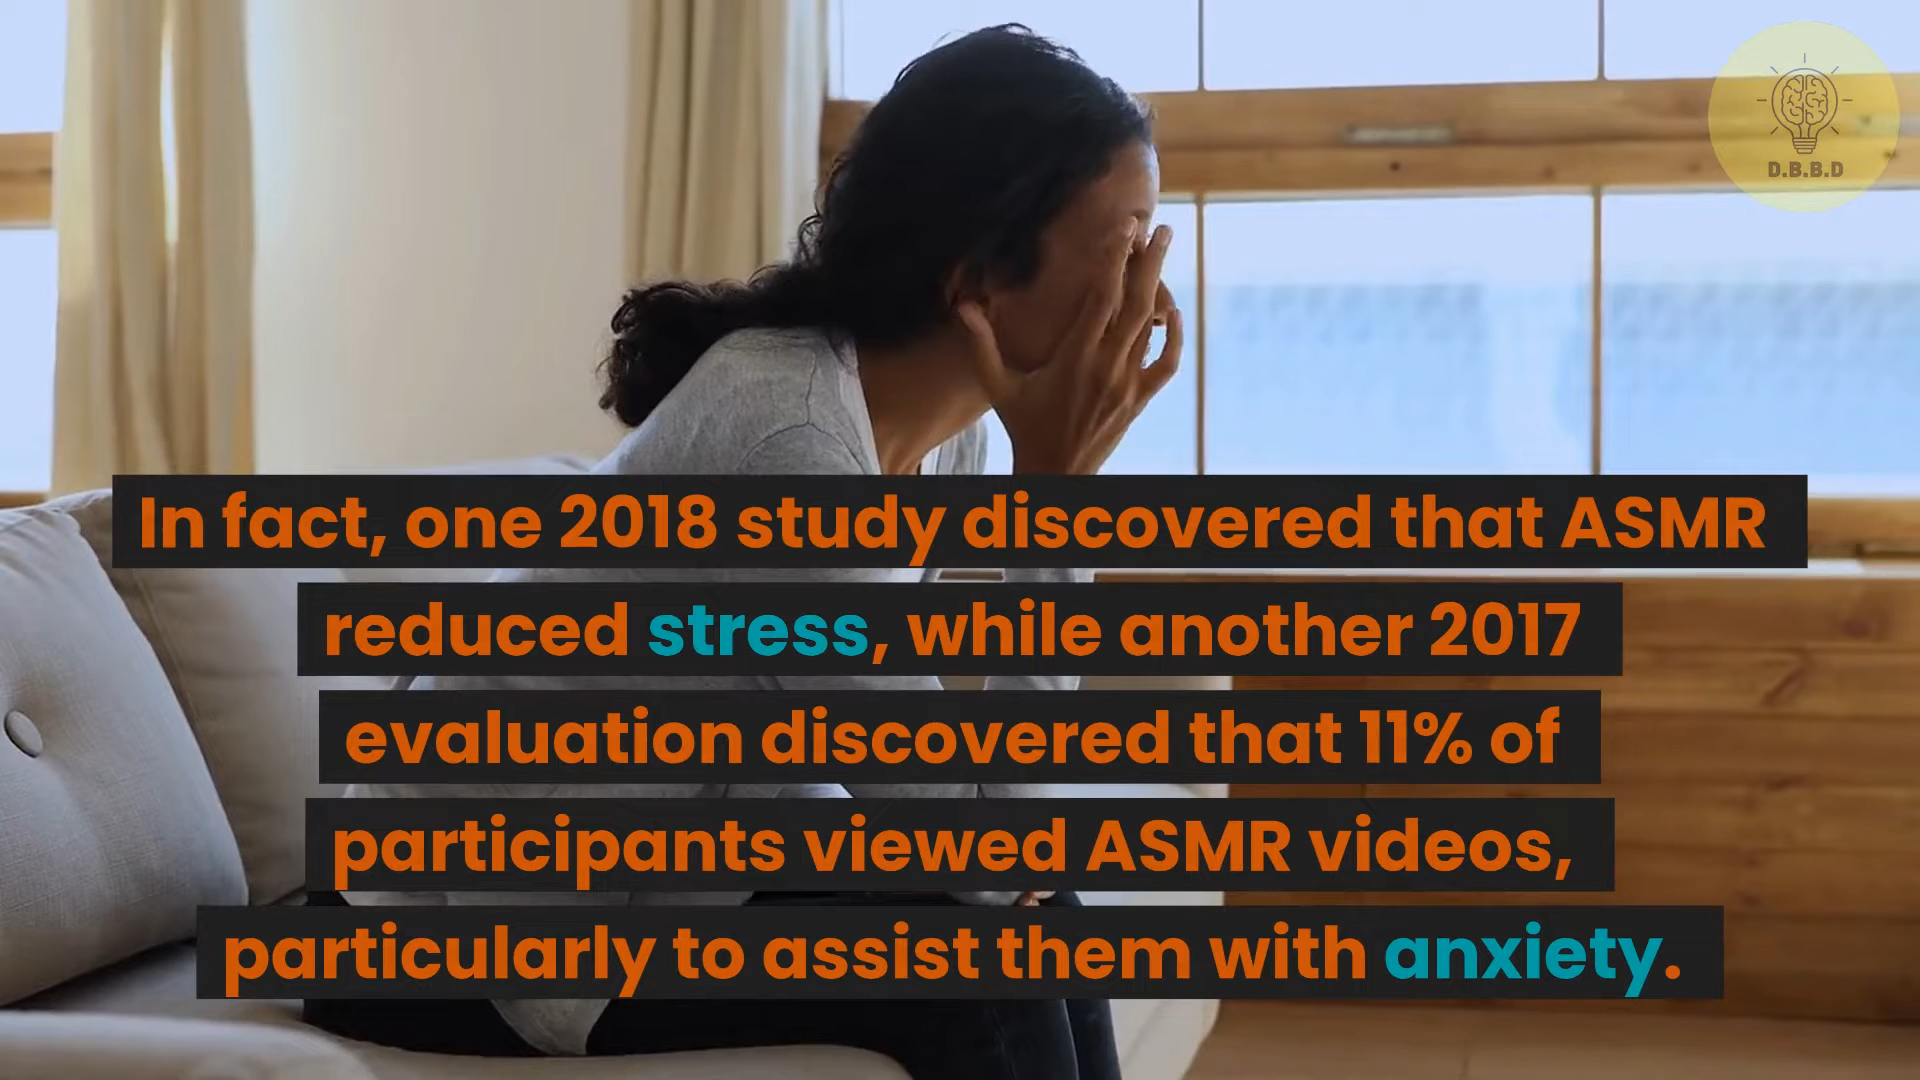 D.B.B.D
In fact, one 2018 study discovered that ASMR
reduced stress, while another 2017
evaluation discovered that 11% of
participants viewed ASMR videos,
particularly to assist them with anxiety.